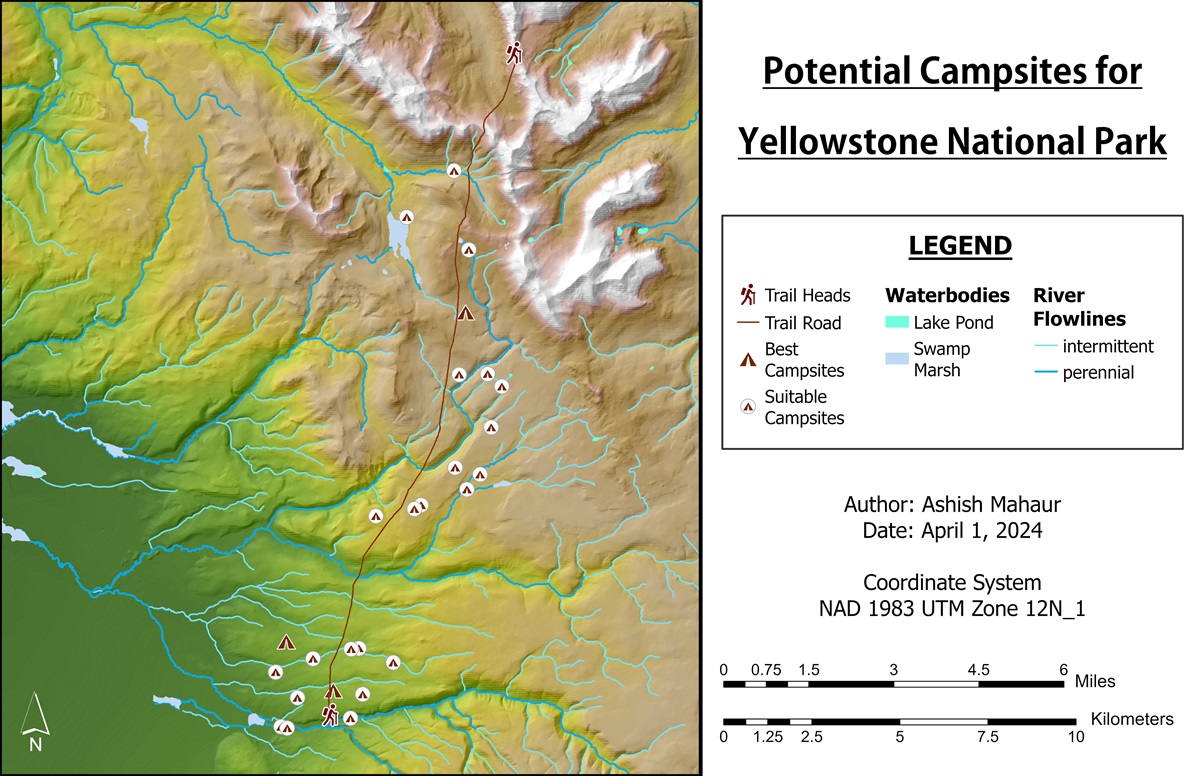 Potential Campsites for
Yellowstone National Park
LEGEND
Trail Heads
Trail Road
Best
Campsites
Suitable
Campsites
Waterbodies
Lake Pond
Swamp
Marsh
River
Flowlines
intermittent
perennial
Author: Ashish Mahaur
Date: April 1, 2024
Coordinate System
NAD 1983 UTM Zone 12N_1
0 0.75 1.5 3 4.5 6
Miles
Kilometers
0 1.25 2.5 5 7.5 10
N